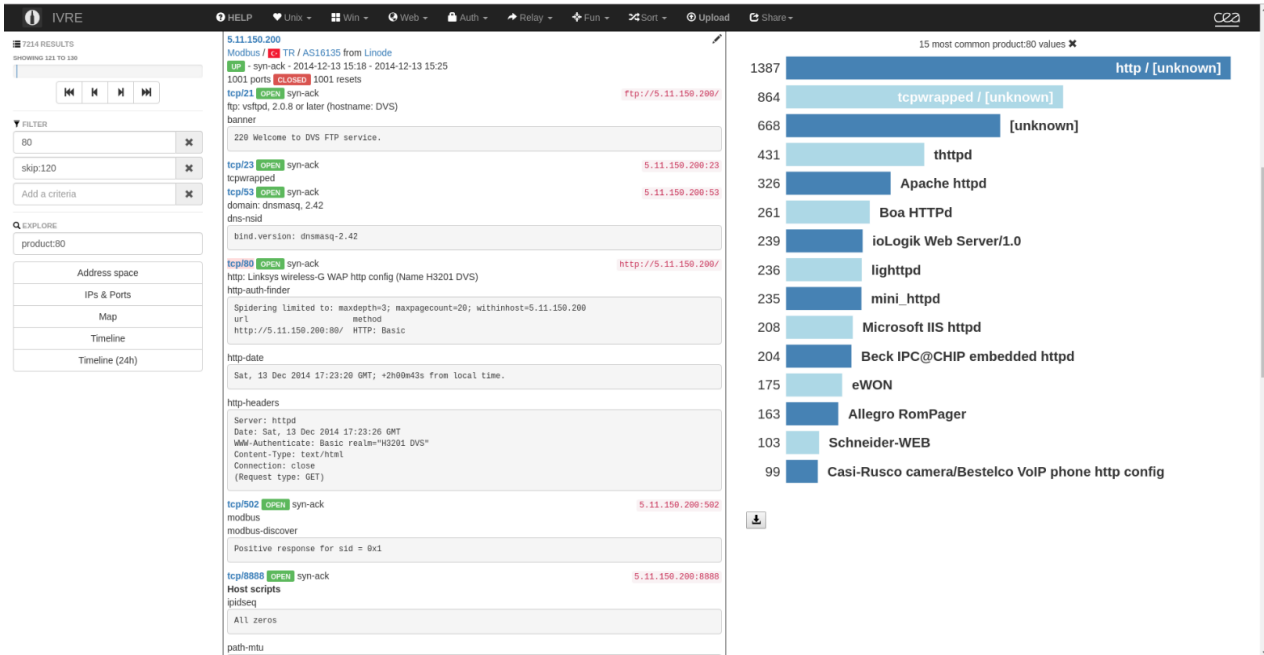 IVRE
HELP Unix Win Web Auth Relay Fun Sort Upload Share cea
7214 RESULTS
SHOWING 121 TO 130
FILTER
80
skip:120
Add a criteria
EXPLORE
product:80
Address space
IPs & Ports
Map
Timeline
Timeline (24h)
5.11.150.200
Modbus / TR / AS16135 from Linode
UP - syn-ack - 2014-12-13 15:18 - 2014-12-13 15:25
1001 ports CLOSED 1001 resets
tcp/21 OPEN syn-ack ftp://5.11.150.200/
ftp: vsftpd, 2.0.8 or later (hostname: DVS)
banner
220 Welcome to DVS FTP service.
tcp/23 OPEN syn-ack 5.11.150.200:23
tcpwrapped
tcp/53 OPEN syn-ack 5.11.150.200:53
domain: dnsmasq, 2.42
dns-nsid
bind.version: dnsmasq-2.42
tcp/80 OPEN syn-ack http://5.11.150.200/
http: Linksys wireless-G WAP http config (Name H3201 DVS)
http-auth-finder
Spidering limited to: maxdepth=3; maxpagecount=20; withinhost=5.11.150.200
url method
http://5.11.150.200:80/ HTTP: Basic
http-date
Sat, 13 Dec 2014 17:23:20 GMT; +2h00m43s from local time.
http-headers
Server: httpd
Date: Sat, 13 Dec 2014 17:23:26 GMT
WWW-Authenticate: Basic realm="H3201 DVS"
Content-Type: text/html
Connection: close
(Request type: GET)
tcp/502 OPEN syn-ack 5.11.150.200:502
modbus
modbus-discover
Positive response for sid = 0x1
tcp/8888 OPEN syn-ack 5.11.150.200:8888
Host scripts
ipidseq
All zeros
path-mtu
15 most common product:80 values
1387 http / [unknown]
864 tcpwrapped / [unknown]
668 [unknown]
431 thttpd
326 Apache httpd
261 Boa HTTPd
239 ioLogik Web Server/1.0
236 lighttpd
235 mini_httpd
208 Microsoft IIS httpd
204 Beck IPC@CHIP embedded httpd
175 eWON
163 Allegro RomPager
103 Schneider-WEB
99 Casi-Rusco camera/Bestelco VoIP phone http config